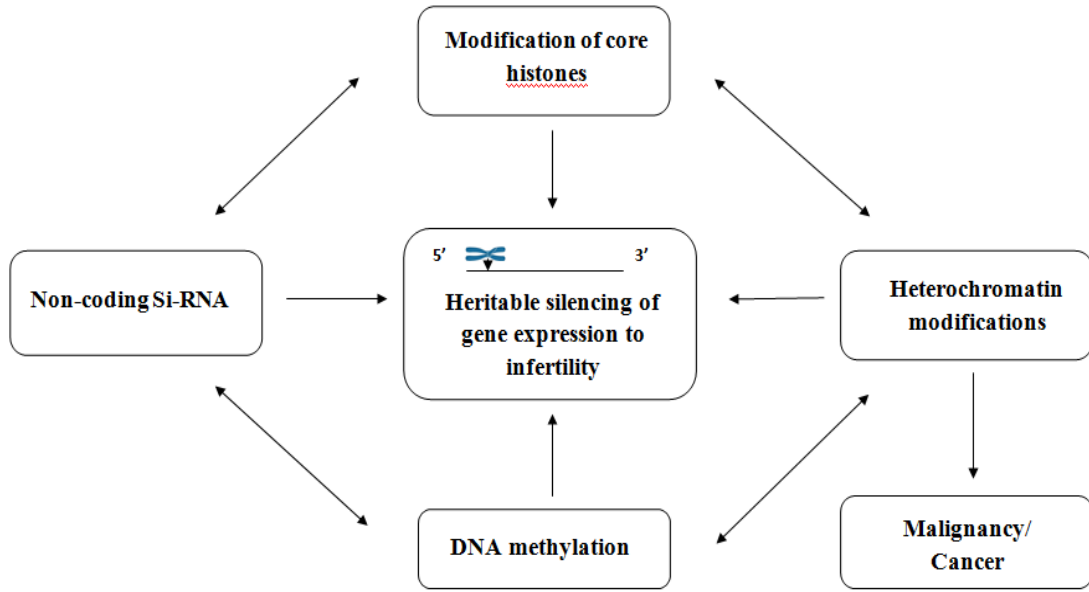 Modification of core
histones
5’
3’
Non-coding Si-RNA
Heritable silencing of
gene expression to
infertility
Heterochromatin
modifications
DNA methylation
Malignancy/
Cancer